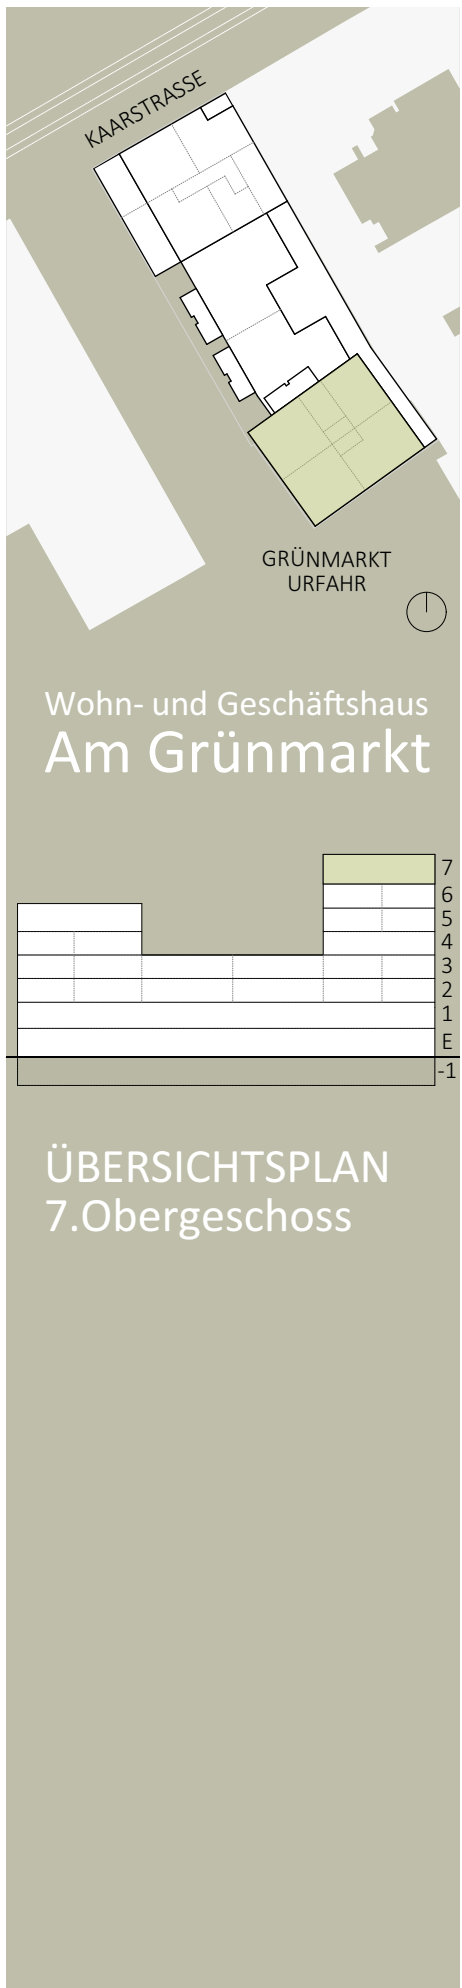 KAARSTRASSE
GRÜNMARKT
URFAHR
Wohn- und Geschäftshaus
Am Grünmarkt
7
6
5
4
3
2
1
E
-1
ÜBERSICHTSPLAN
7.Obergeschoss